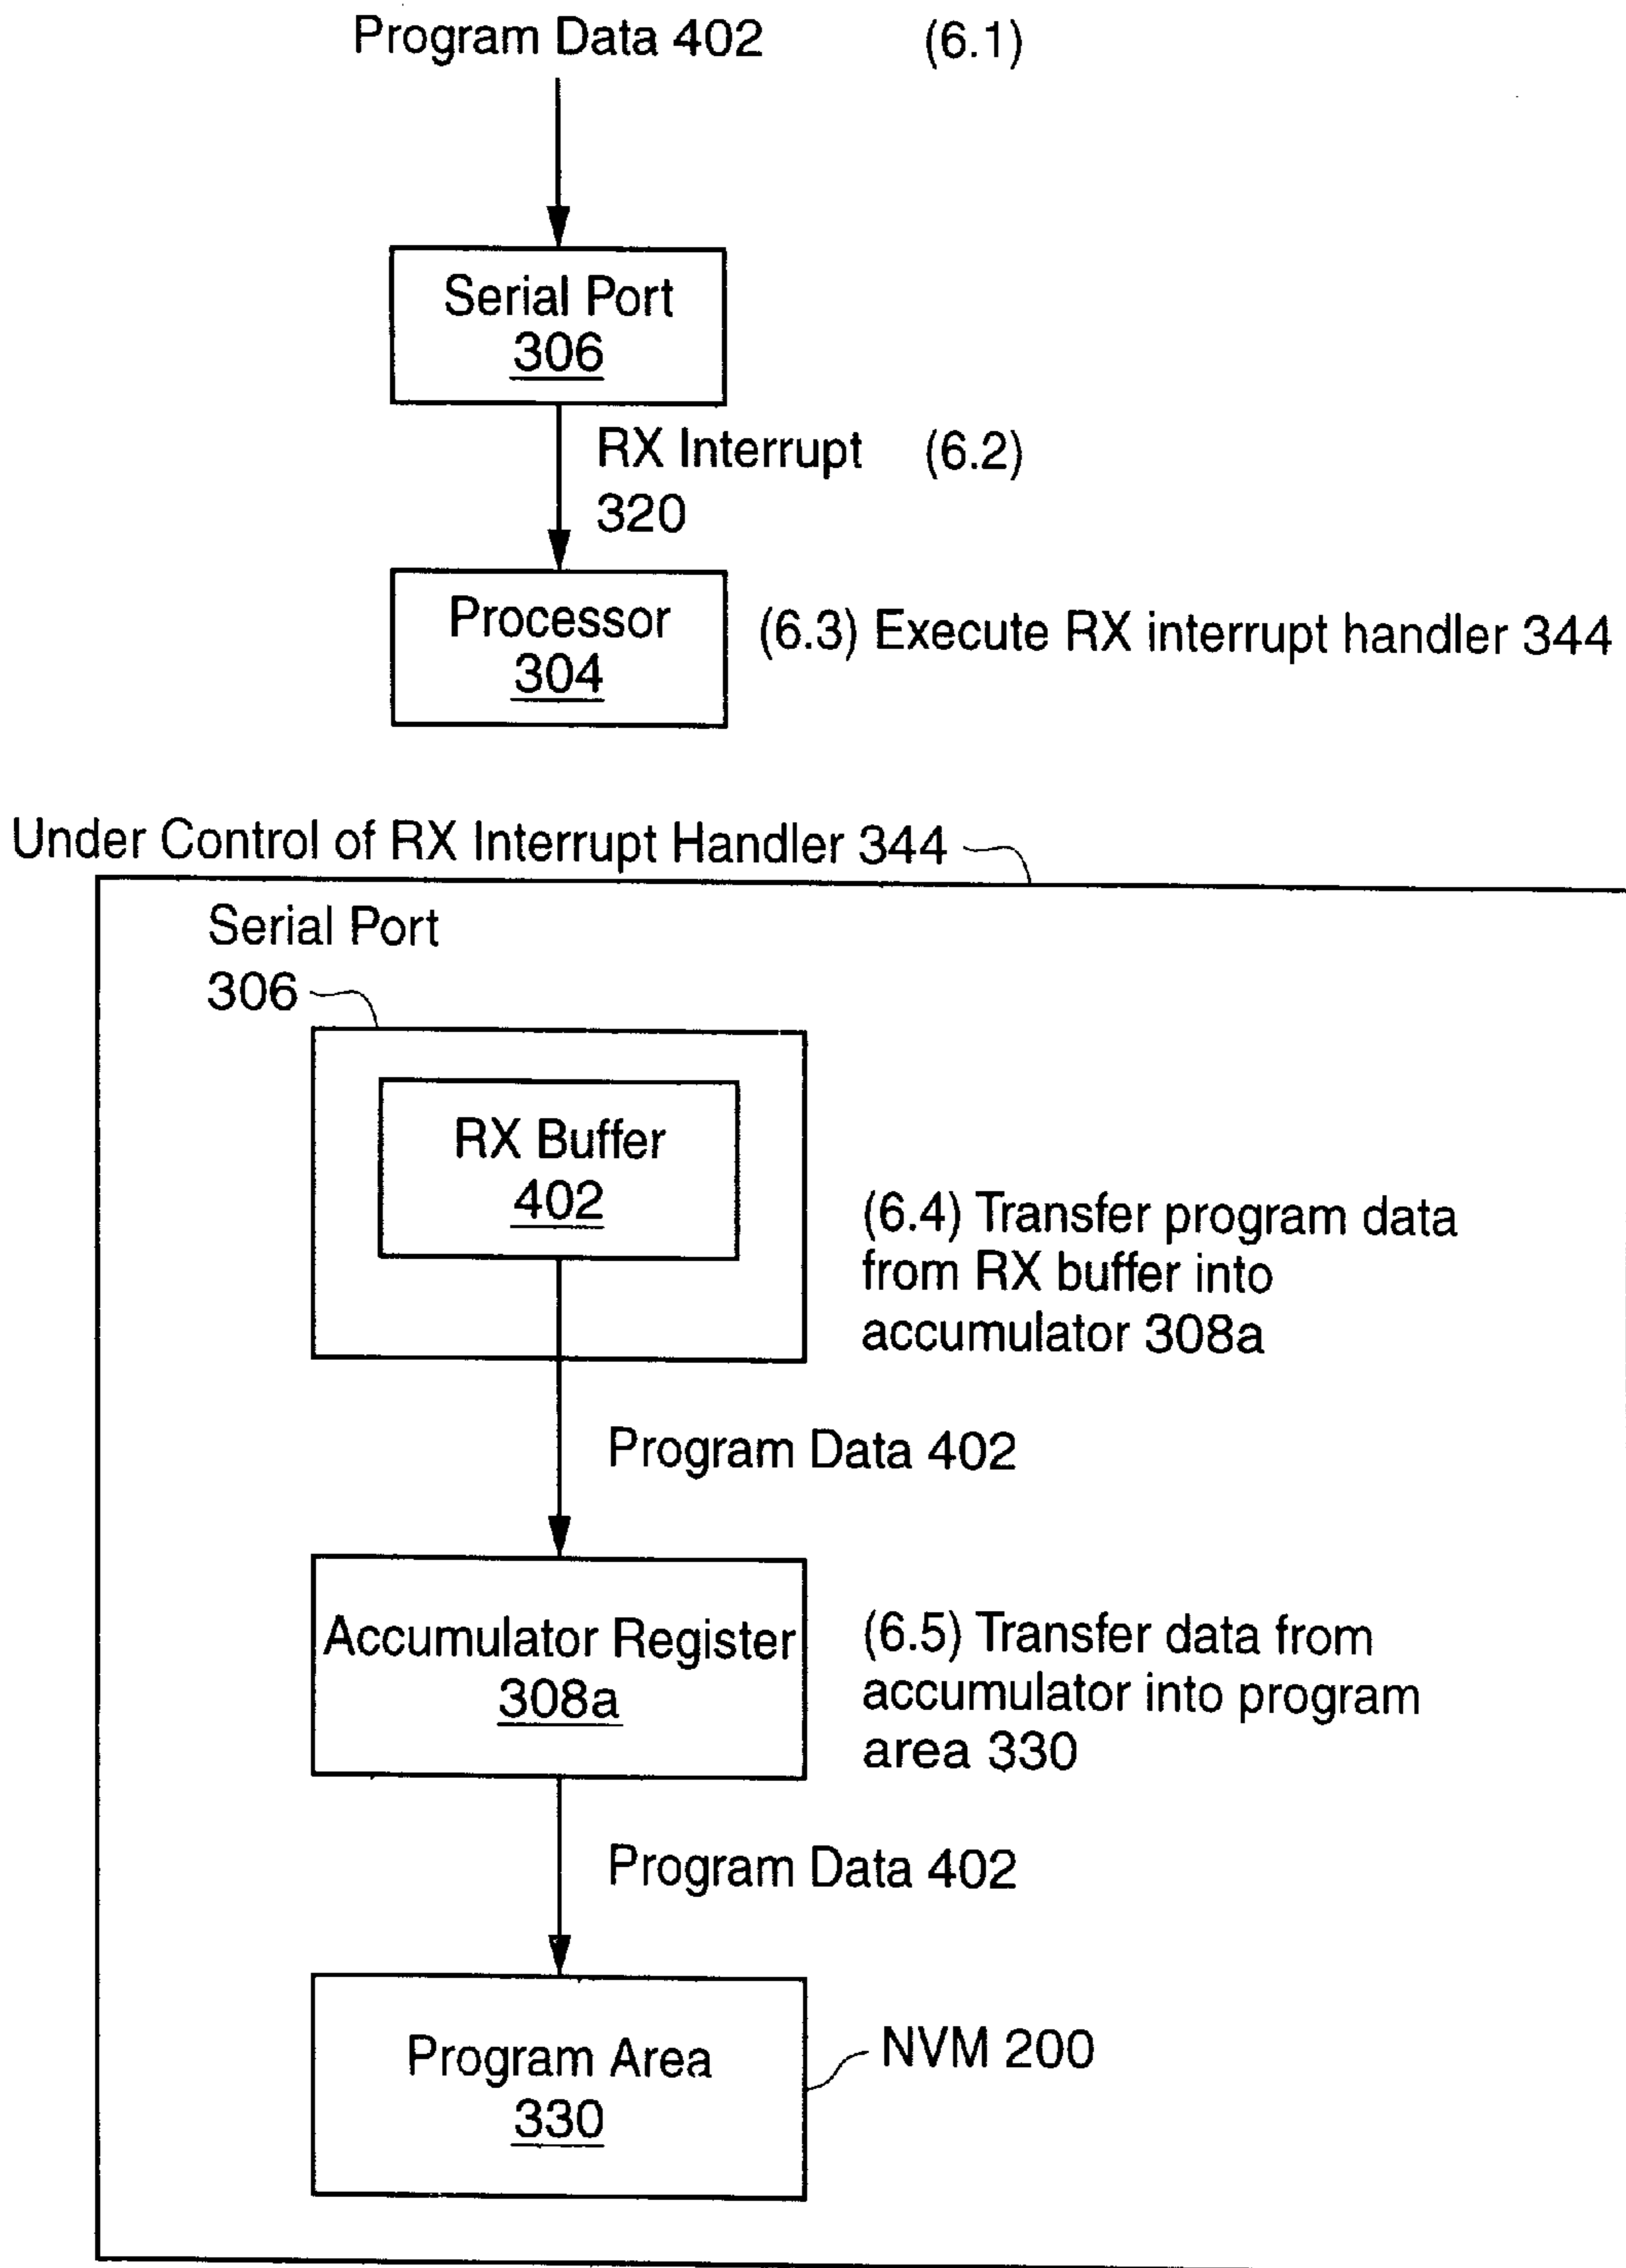 Program Data 402 (6.1)
Serial Port
306
RX Interrupt (6.2)
320
Processor
304
(6.3) Execute RX interrupt handler 344
Under Control of RX Interrupt Handler 344
Serial Port
306
RX Buffer
402
(6.4) Transfer program data
from RX buffer into
accumulator 308a
Program Data 402
Accumulator Register
308a
(6.5) Transfer data from
accumulator into program
area 330
Program Data 402
Program Area
330
NVM 200